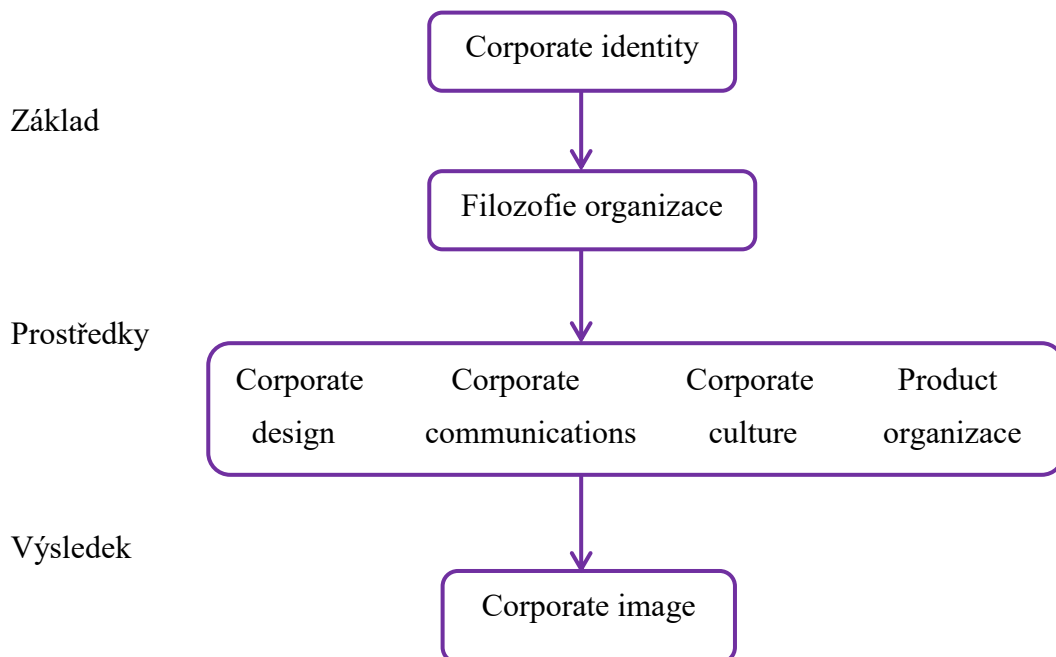 Corporate identity
Základ
Filozofie organizace
Prostředky
Corporate Corporate Corporate Product
design communications culture organizace
Výsledek
Corporate image